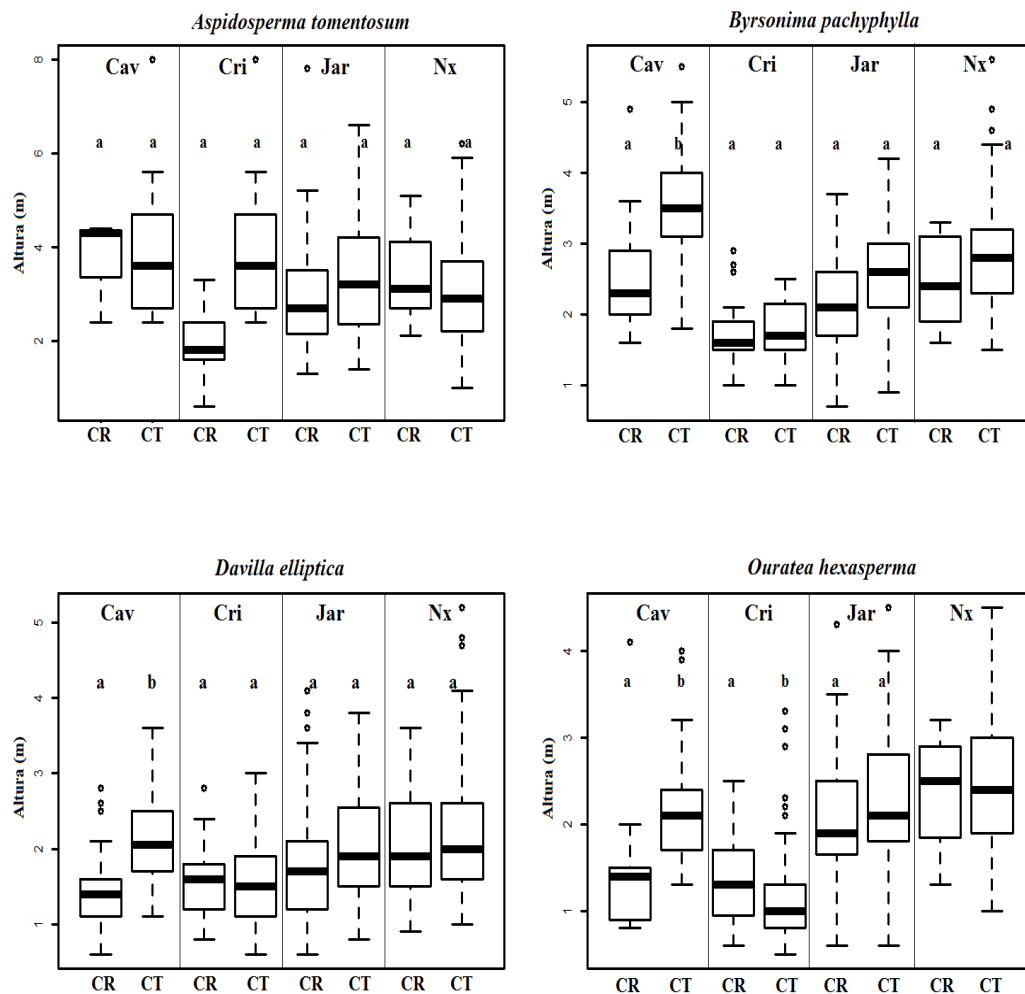 Aspidosperma tomentosum
Byrsonima pachyphylla
Cav Cri Jar Nx
Cav Cri Jar Nx
Altura (m)
8
6
4
2
a a a a a a a a
Altura (m)
5
4
3
2
1
a b a a a a a a
CR CT CR CT CR CT CR CT
CR CT CR CT CR CT CR CT
Davilla elliptica
Ouratea hexasperma
Cav Cri Jar Nx
Cav Cri Jar Nx
Altura (m)
5
4
3
2
1
a b a a a a a a
Altura (m)
4
3
2
1
a b a b a a
CR CT CR CT CR CT CR CT
CR CT CR CT CR CT CR CT